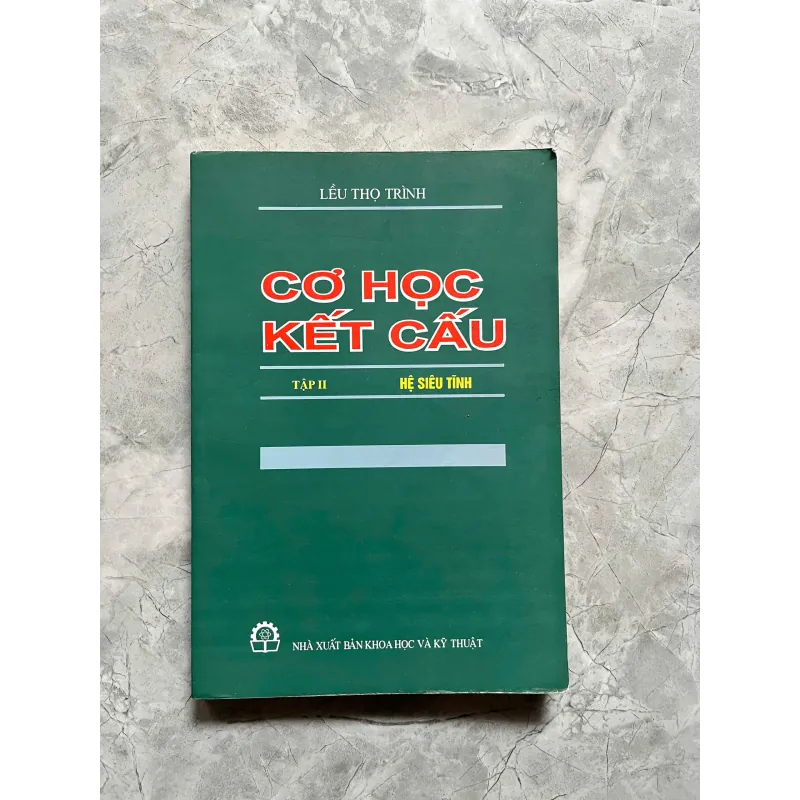 LỀU THỌ TRÌNH
CƠ HỌC
KẾT CẤU
TẬP II HỆ SIÊU TĨNH
NHÀ XUẤT BẢN KHOA HỌC VÀ KỸ THUẬT